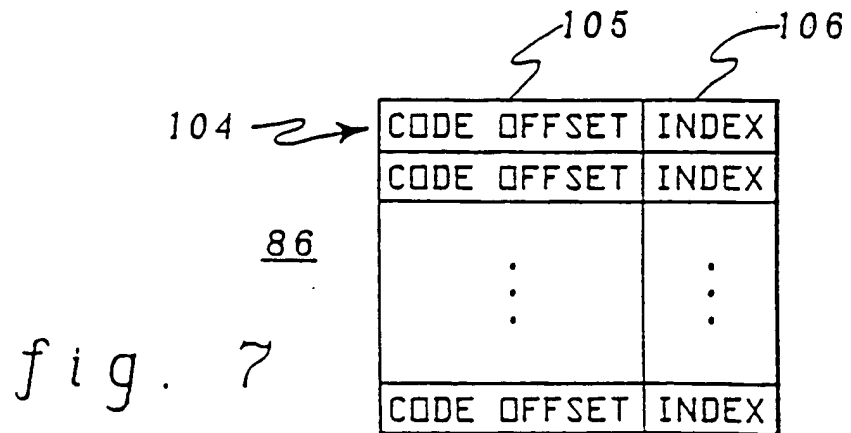 105 106
104 CODE OFFSET INDEX
CODE OFFSET INDEX
86
fig. 7
CODE OFFSET INDEX